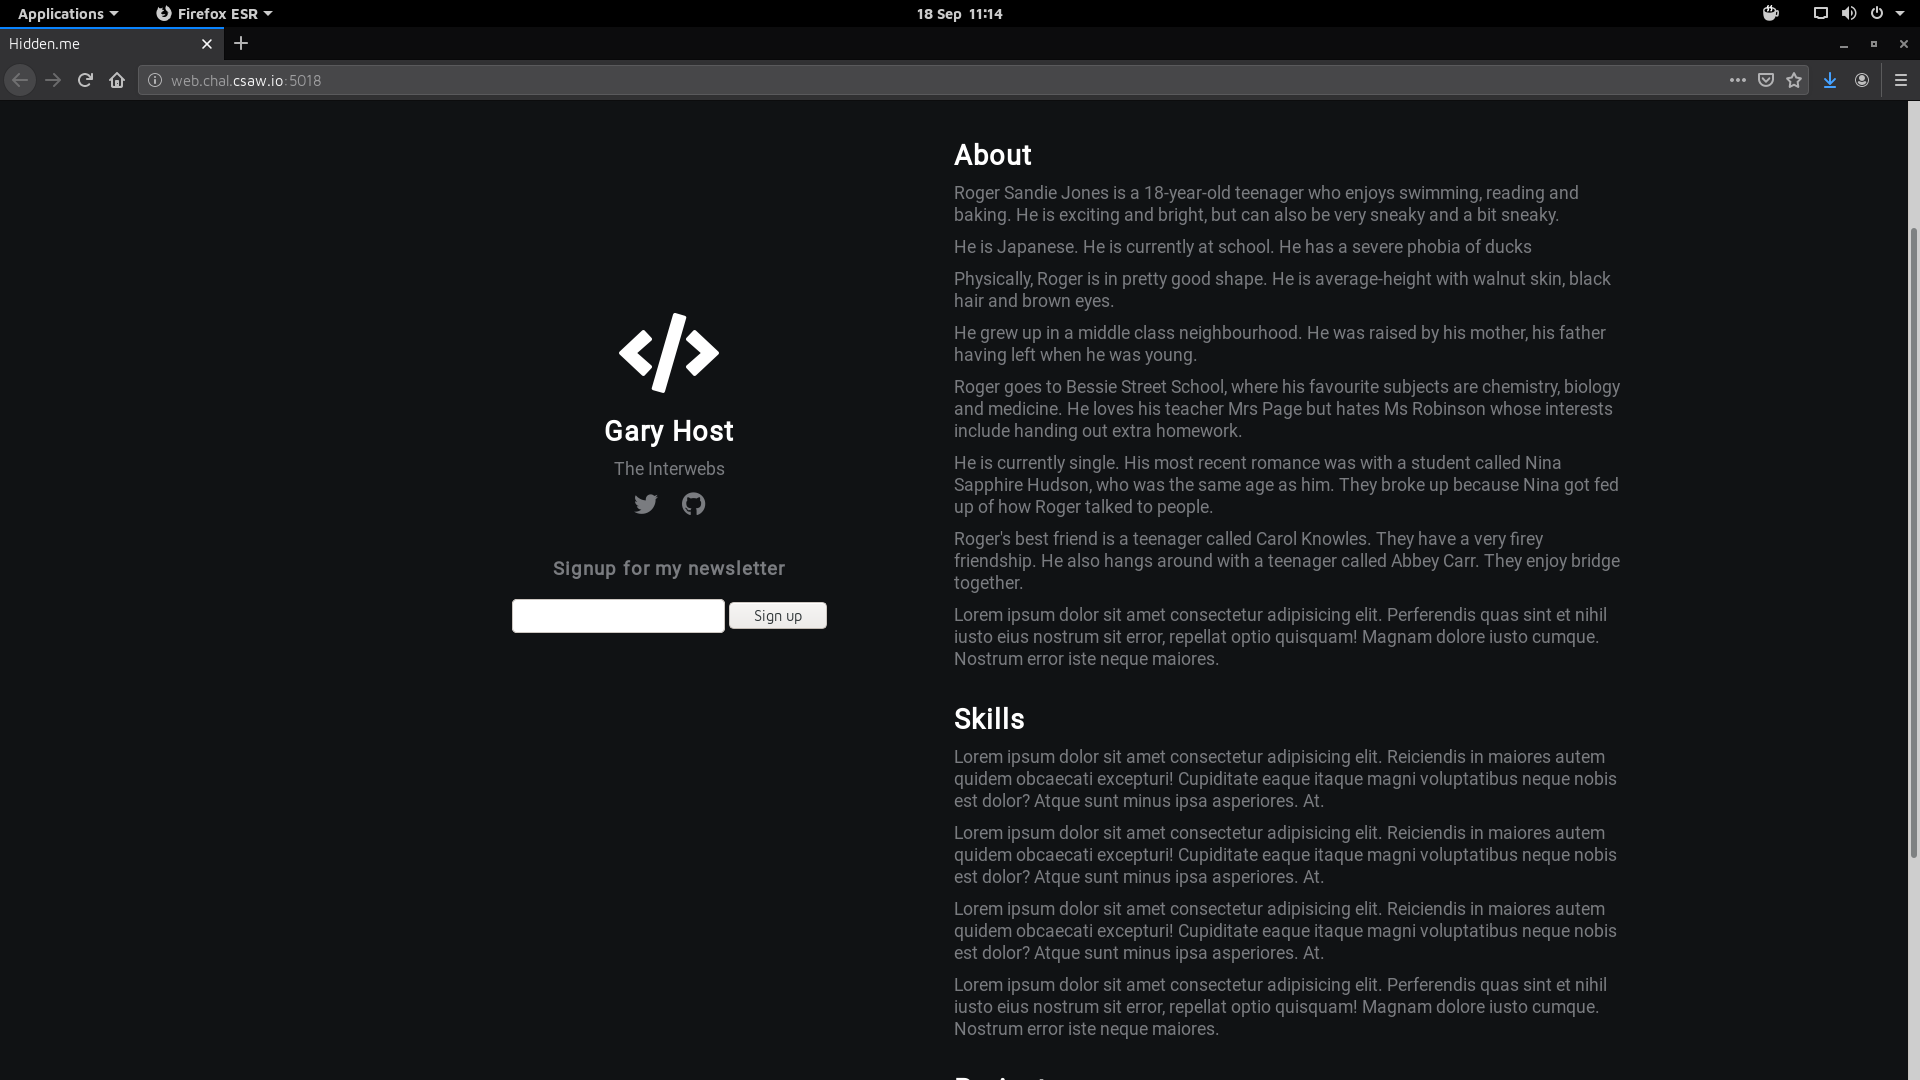 Applications Firefox ESR 18 Sep 11:14
Hidden.me
web.chal.csaw.io:5018
Gary Host
The Interwebs
Signup for my newsletter
Sign up
About
Roger Sandie Jones is a 18-year-old teenager who enjoys swimming, reading and
baking. He is exciting and bright, but can also be very sneaky and a bit sneaky.
He is Japanese. He is currently at school. He has a severe phobia of ducks
Physically, Roger is in pretty good shape. He is average-height with walnut skin, black
hair and brown eyes.
He grew up in a middle class neighbourhood. He was raised by his mother, his father
having left when he was young.
Roger goes to Bessie Street School, where his favourite subjects are chemistry, biology
and medicine. He loves his teacher Mrs Page but hates Ms Robinson whose interests
include handing out extra homework.
He is currently single. His most recent romance was with a student called Nina
Sapphire Hudson, who was the same age as him. They broke up because Nina got fed
up of how Roger talked to people.
Roger's best friend is a teenager called Carol Knowles. They have a very firey
friendship. He also hangs around with a teenager called Abbey Carr. They enjoy bridge
together.
Lorem ipsum dolor sit amet consectetur adipisicing elit. Perferendis quas sint et nihil
iusto eius nostrum sit error, repellat optio quisquam! Magnam dolore iusto cumque.
Nostrum error iste neque maiores.
Skills
Lorem ipsum dolor sit amet consectetur adipisicing elit. Reiciendis in maiores autem
quidem obcaecati excepturi! Cupiditate eaque itaque magni voluptatibus neque nobis
est dolor? Atque sunt minus ipsa asperiores. At.
Lorem ipsum dolor sit amet consectetur adipisicing elit. Reiciendis in maiores autem
quidem obcaecati excepturi! Cupiditate eaque itaque magni voluptatibus neque nobis
est dolor? Atque sunt minus ipsa asperiores. At.
Lorem ipsum dolor sit amet consectetur adipisicing elit. Reiciendis in maiores autem
quidem obcaecati excepturi! Cupiditate eaque itaque magni voluptatibus neque nobis
est dolor? Atque sunt minus ipsa asperiores. At.
Lorem ipsum dolor sit amet consectetur adipisicing elit. Perferendis quas sint et nihil
iusto eius nostrum sit error, repellat optio quisquam! Magnam dolore iusto cumque.
Nostrum error iste neque maiores.